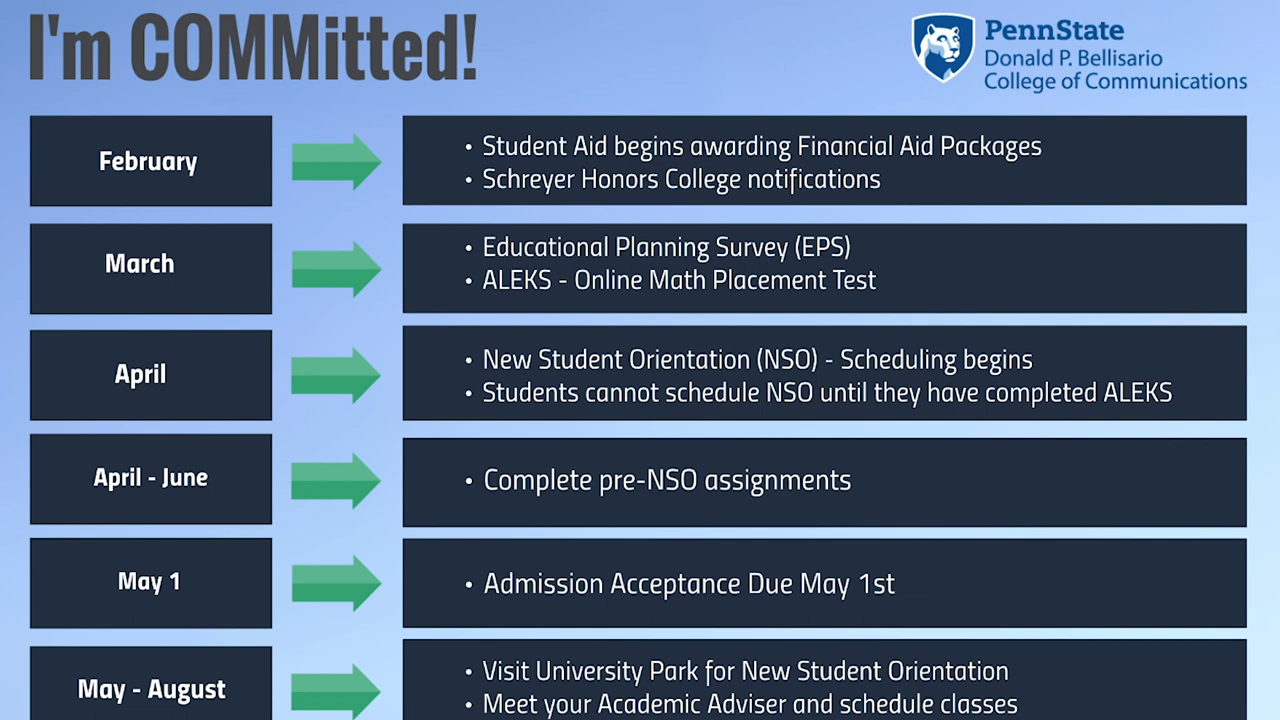 I'm COMMitted!
PennState
Donald P. Bellisario
College of Communications
February
• Student Aid begins awarding Financial Aid Packages
• Schreyer Honors College notifications
March
• Educational Planning Survey (EPS)
• ALEKS - Online Math Placement Test
April
• New Student Orientation (NSO) - Scheduling begins
• Students cannot schedule NSO until they have completed ALEKS
April - June
• Complete pre-NSO assignments
May 1
• Admission Acceptance Due May 1st
May - August
• Visit University Park for New Student Orientation
• Meet your Academic Adviser and schedule classes